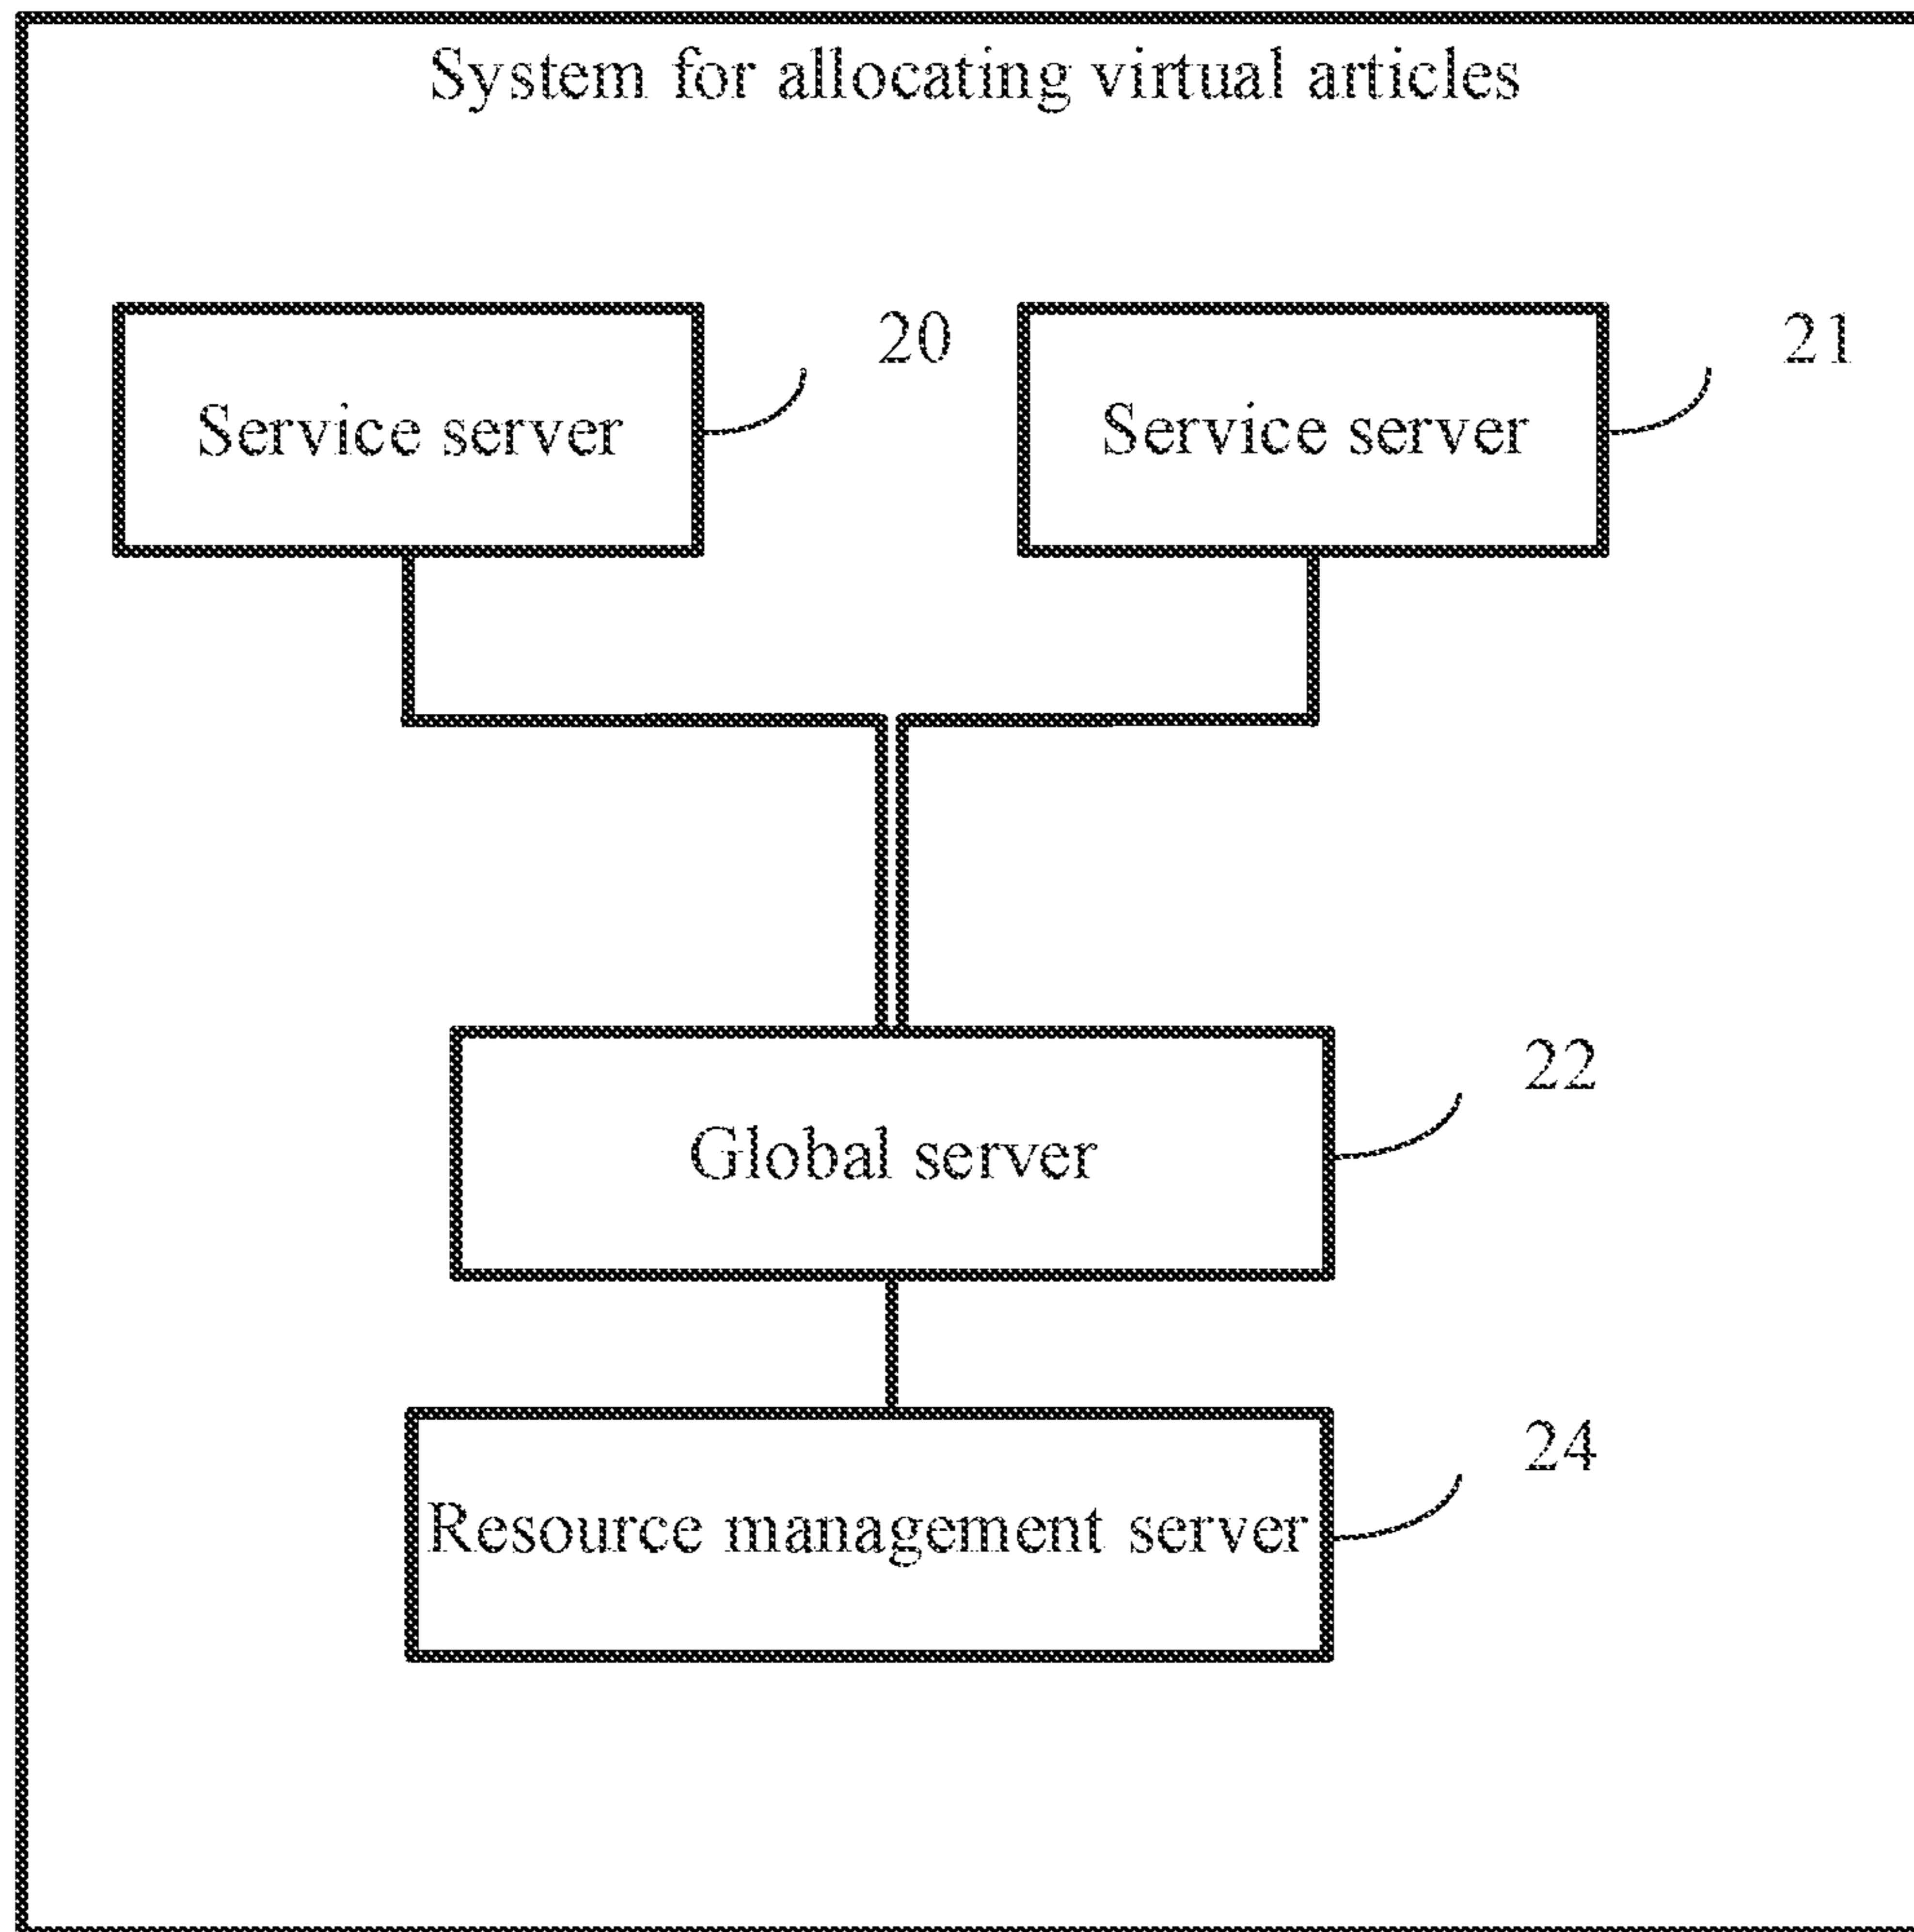 System for allocating virtual articles
20
21
Service server
Service server
22
Global server
24
Resource management server